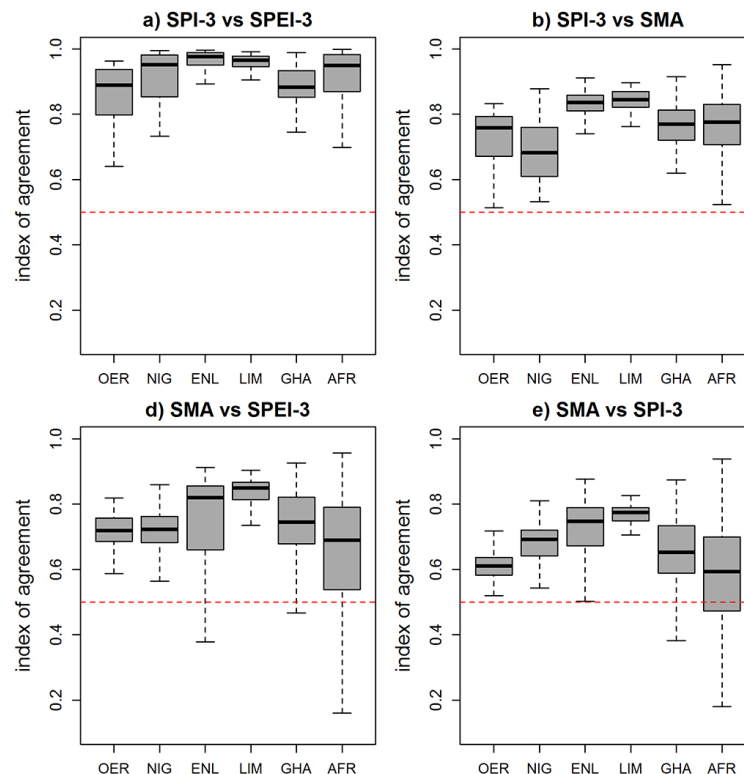 a) SPI-3 vs SPEI-3
index of agreement
1.0
0.8
0.6
0.4
0.2
OER NIG ENL LIM GHA AFR
b) SPI-3 vs SMA
index of agreement
1.0
0.8
0.6
0.4
0.2
OER NIG ENL LIM GHA AFR
d) SMA vs SPEI-3
index of agreement
1.0
0.8
0.6
0.4
0.2
OER NIG ENL LIM GHA AFR
e) SMA vs SPI-3
index of agreement
1.0
0.8
0.6
0.4
0.2
OER NIG ENL LIM GHA AFR